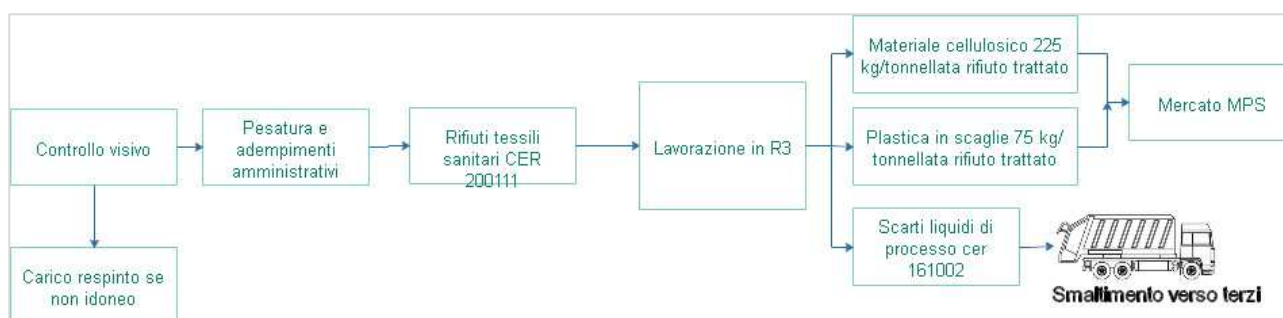 Controllo visivo
Carico respinto se
non idoneo
Pesatura e
adempimenti
amministrativi
Rifiuti tessili
sanitari CER
200111
Lavorazione in R3
Materiale cellulosico 225
kg/tonnellata rifiuto trattato
Plastica in scaglie 75 kg/
tonnellata rifiuto trattato
Scarti liquidi di
processo cer
161002
Mercato MPS
Smaltimento verso terzi